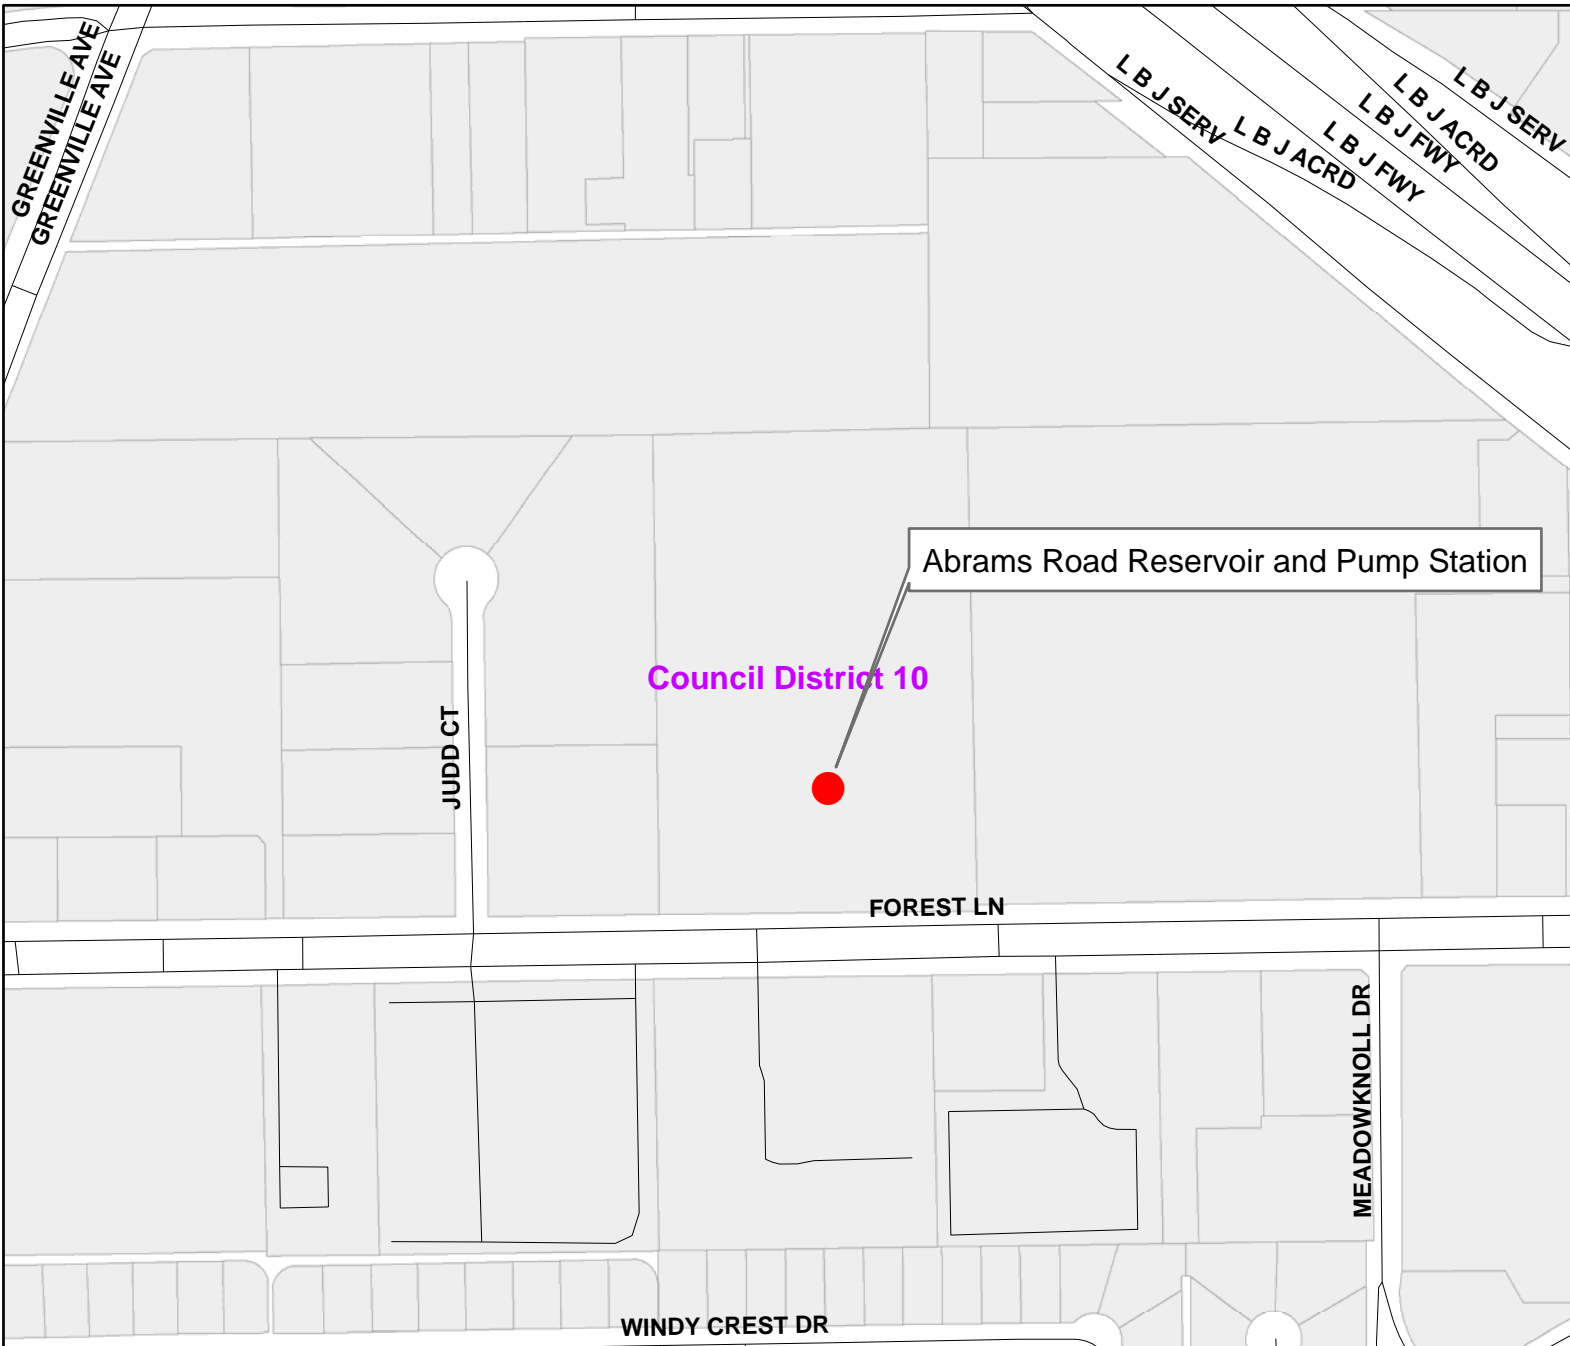 GREENVILLE AVE
GREENVILLE AVE
L B J SERV
L B J ACRD
L B J FWY
L B J FWY
L B J ACRD
L B J SERV
Abrams Road Reservoir and Pump Station
Council District 10
JUDD CT
FOREST LN
MEADOWKNOLL DR
WINDY CREST DR